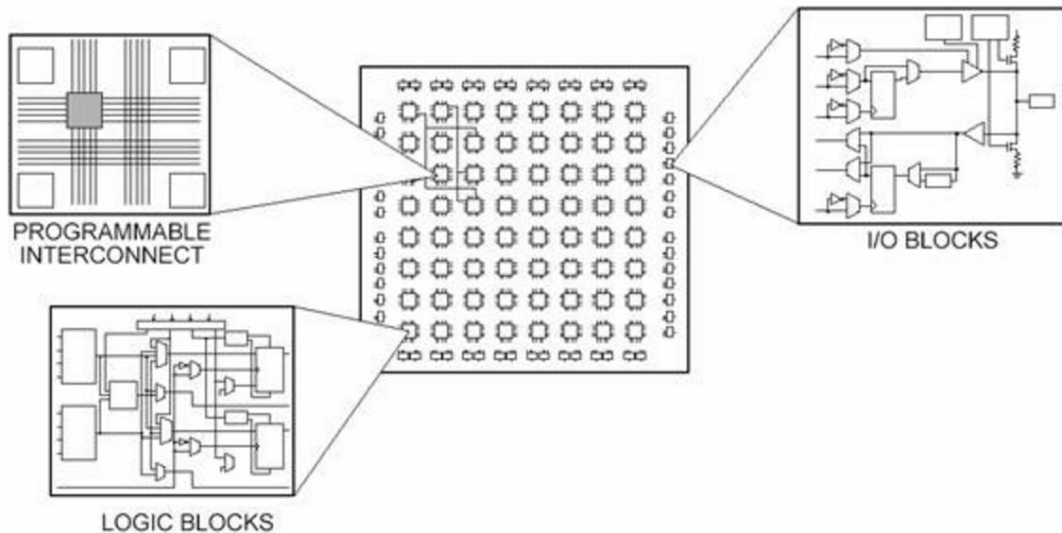 PROGRAMMABLE
INTERCONNECT
I/O BLOCKS
LOGIC BLOCKS